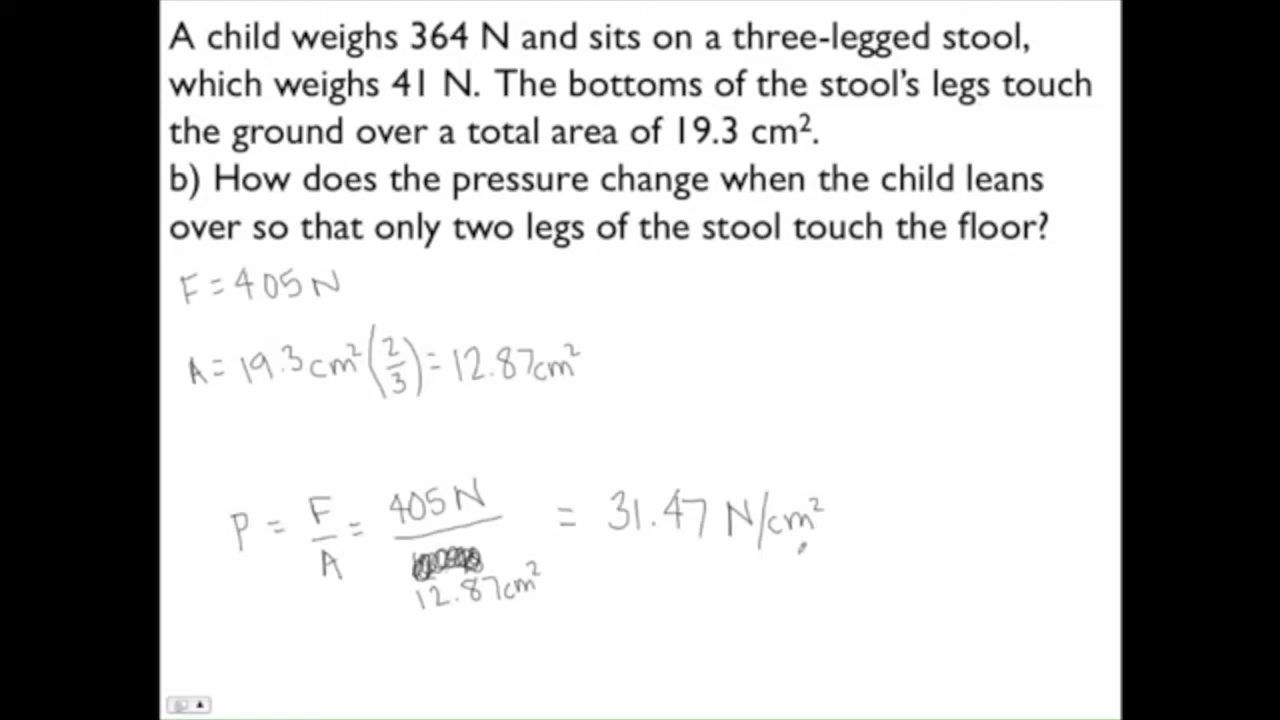 A child weighs 364 N and sits on a three-legged stool,
which weighs 41 N. The bottoms of the stool's legs touch
the ground over a total area of 19.3 cm².
b) How does the pressure change when the child leans
over so that only two legs of the stool touch the floor?
F = 405 N
A = 19.3 cm² (2/3) = 12.87 cm²
P = F/A = 405 N / 12.87 cm² = 31.47 N/cm²